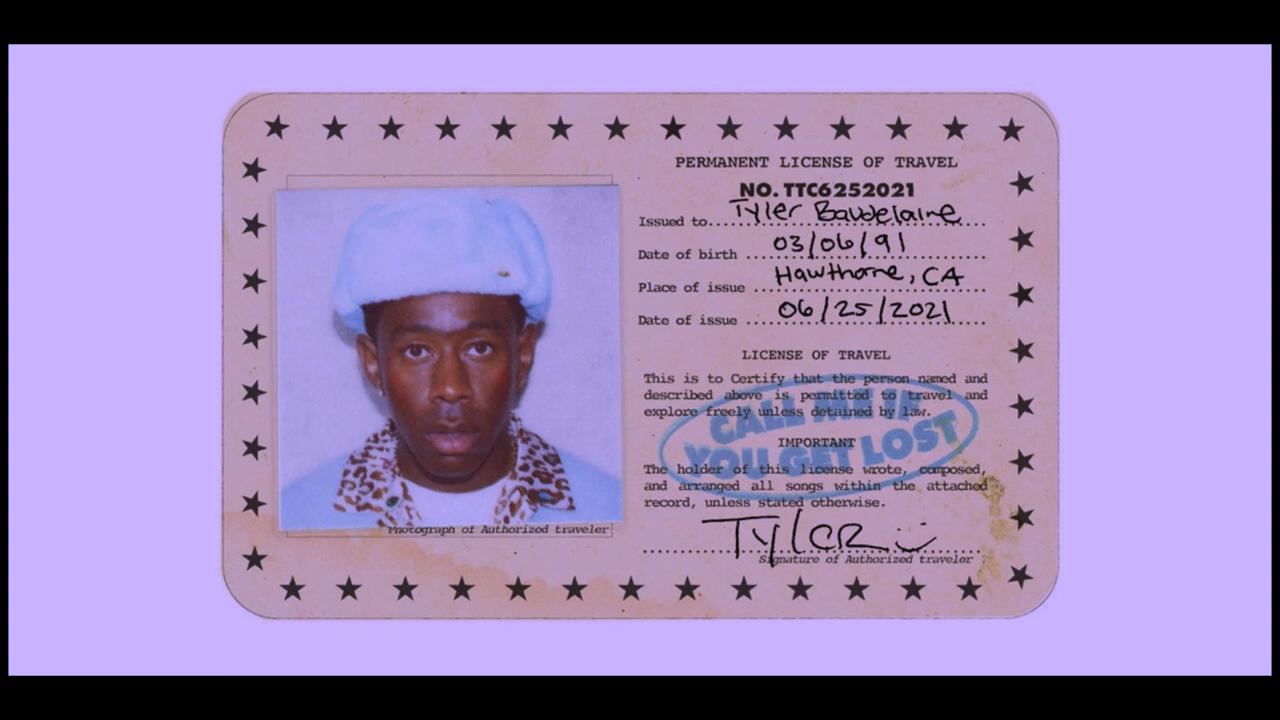 PERMANENT LICENSE OF TRAVEL
NO. TTC6252021
Issued to Tyler Baudelaire
Date of birth 03/06/91
Place of issue Hawthorne, CA
Date of issue 06/25/2021
LICENSE OF TRAVEL
This is to Certify that the person named and
described above is permitted to travel and
explore freely unless detained by law.
CALL ME IF
YOU GET LOST
IMPORTANT
The holder of this license wrote, composed,
and arranged all songs within the attached
record, unless stated otherwise.
TyLER
Signature of Authorized traveler
Photograph of Authorized traveler